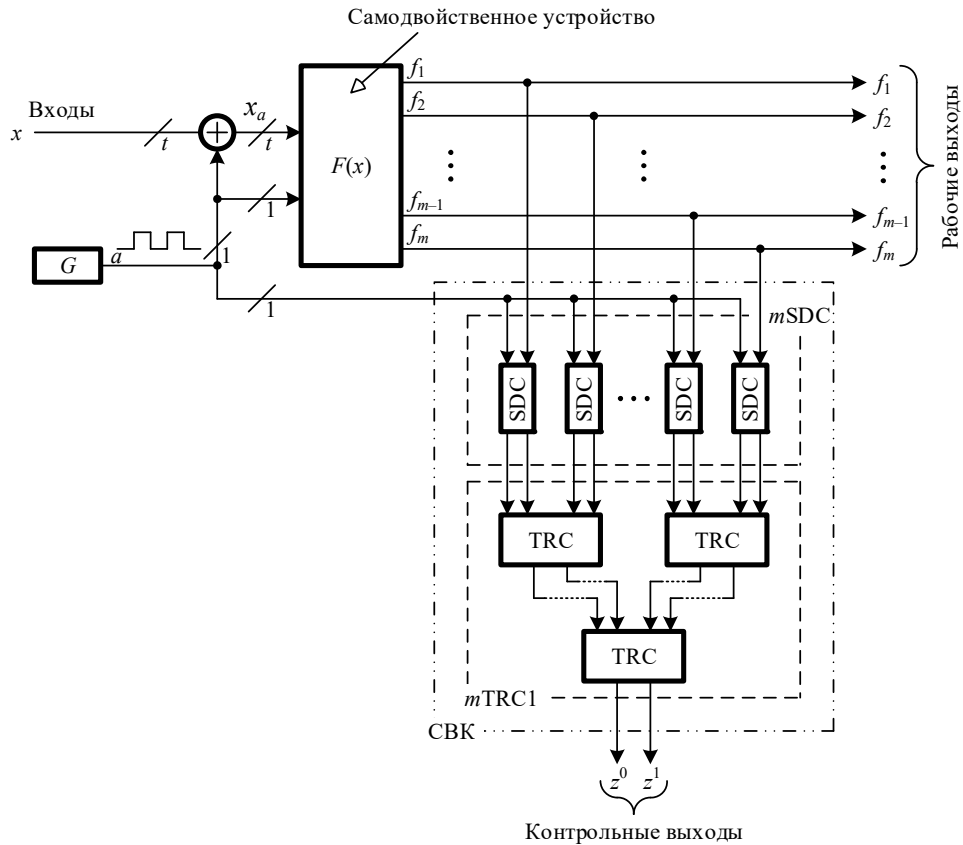 Самодвойственное устройство
Входы
x
t
+
x_a
t
F(x)
f_1
f_2
f_{m–1}
f_m
f_1
f_2
f_{m–1}
f_m
Рабочие выходы
1
G
a
1
1
mSDC
SDC
SDC
SDC
SDC
TRC
TRC
TRC
mTRC1
СВК
z^0
z^1
Контрольные выходы